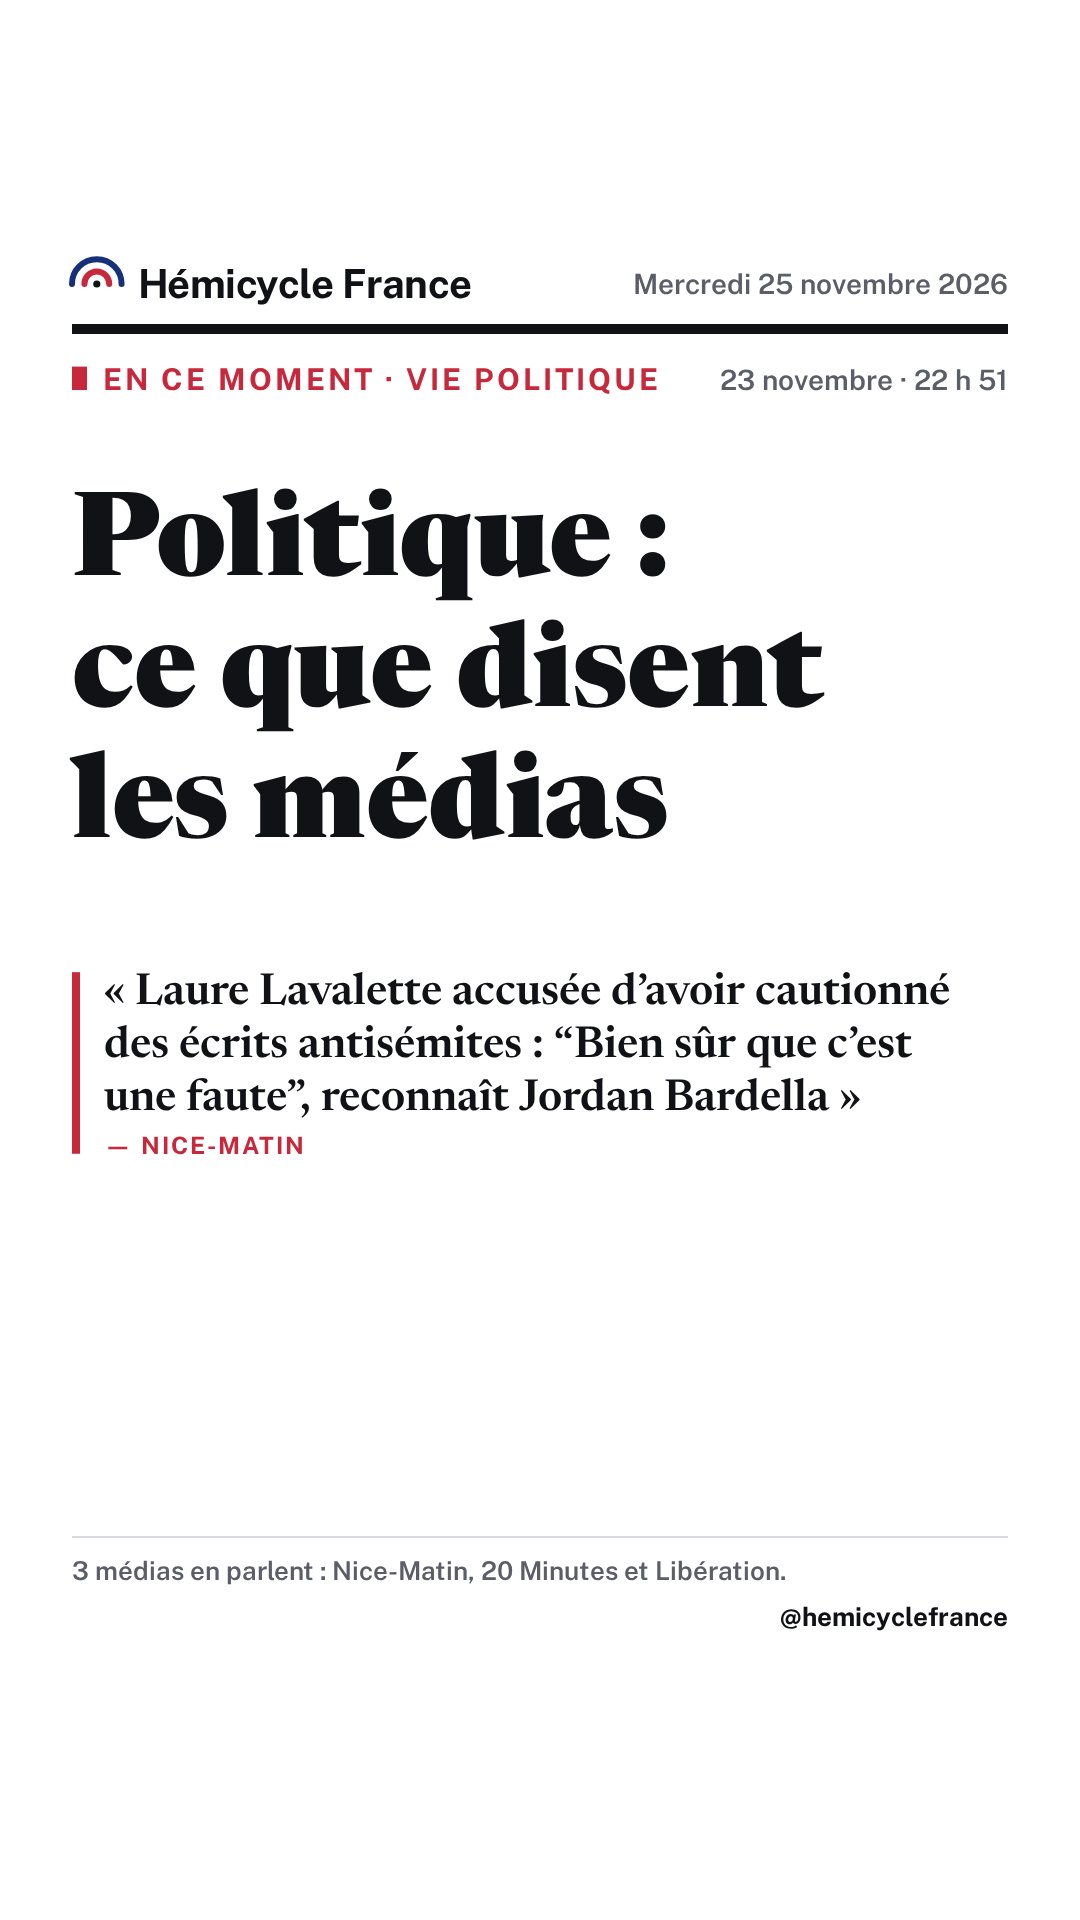 Hémicycle France
Mercredi 25 novembre 2026
EN CE MOMENT · VIE POLITIQUE
23 novembre · 22 h 51
Politique :
ce que disent
les médias
« Laure Lavalette accusée d’avoir cautionné
des écrits antisémites : “Bien sûr que c’est
une faute”, reconnaît Jordan Bardella »
— NICE-MATIN
3 médias en parlent : Nice-Matin, 20 Minutes et Libération.
@hemicyclefrance